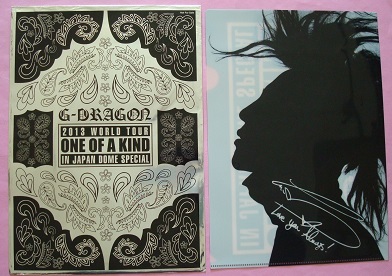 G-DRAGON
2013 WORLD TOUR
ONE OF A KIND
IN JAPAN DOME SPECIAL
Love you Always!